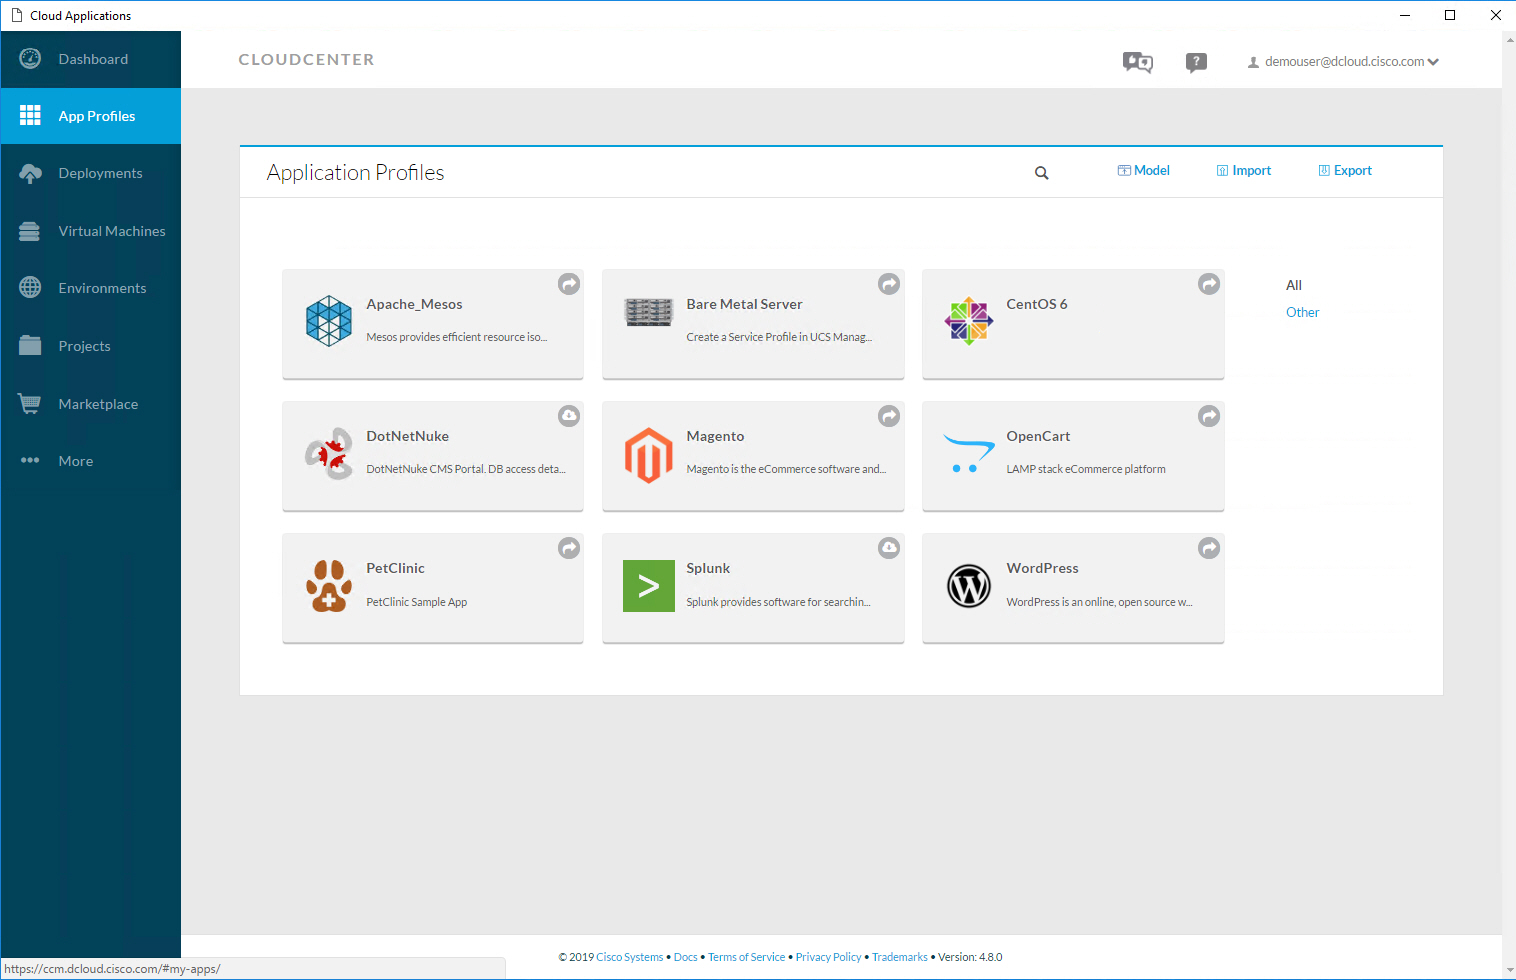 Cloud Applications
Dashboard
App Profiles
Deployments
Virtual Machines
Environments
Projects
Marketplace
More
CLOUDCENTER
demouser@dcloud.cisco.com
Application Profiles
Model
Import
Export
Apache_Mesos
Mesos provides efficient resource iso...
Bare Metal Server
Create a Service Profile in UCS Manag...
CentOS 6
All
Other
DotNetNuke
DotNetNuke CMS Portal. DB access deta...
Magento
Magento is the eCommerce software and...
OpenCart
LAMP stack eCommerce platform
PetClinic
PetClinic Sample App
Splunk
Splunk provides software for searchin...
WordPress
WordPress is an online, open source w...
© 2019 Cisco Systems • Docs • Terms of Service • Privacy Policy • Trademarks • Version: 4.8.0
https://ccm.dcloud.cisco.com/#my-apps/